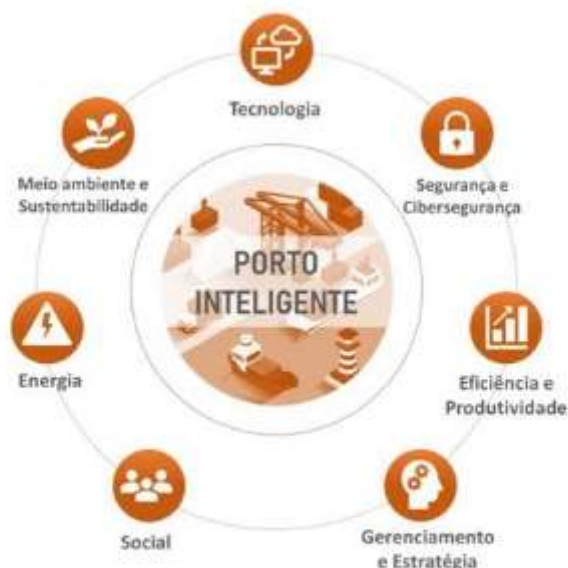 Tecnologia
Meio ambiente e
Sustentabilidade
Segurança e
Cibersegurança
PORTO
INTELIGENTE
Energia
Eficiência e
Produtividade
Social
Gerenciamento
e Estratégia